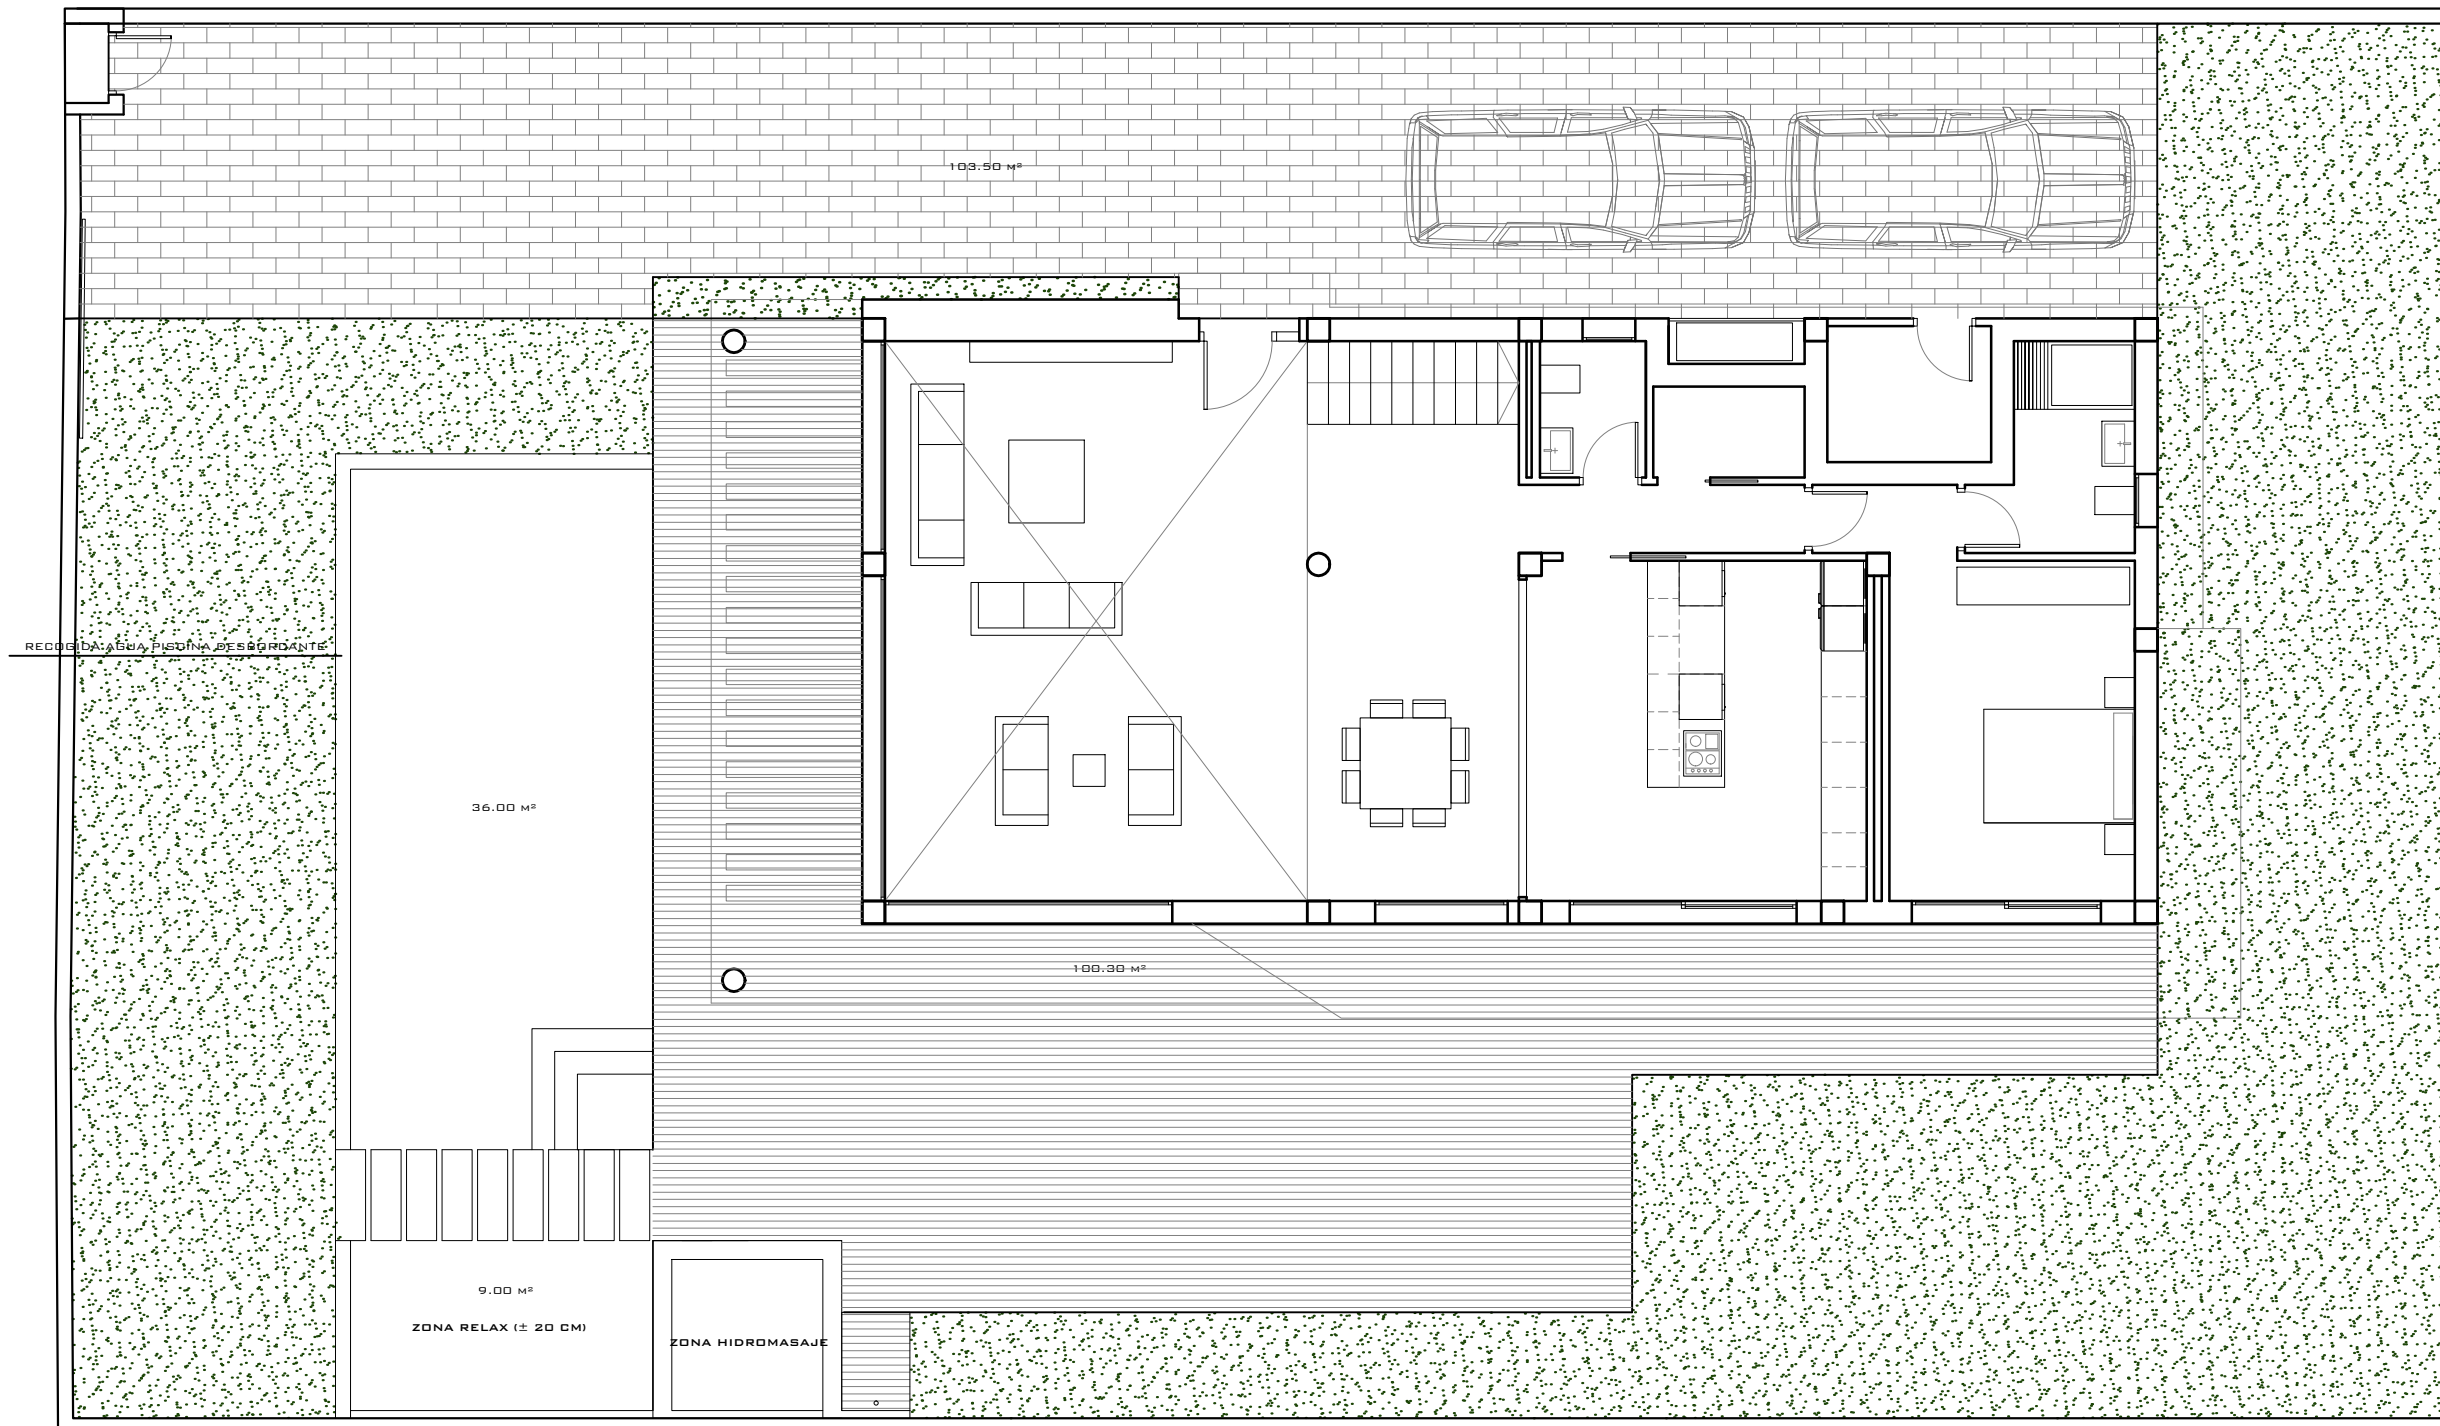 103.50 M²
RECOGIDA AGUA PISCINA DESBORDANTE
36.00 M²
100.30 M²
9.00 M²
ZONA RELAX (± 20 CM)
ZONA HIDROMASAJE